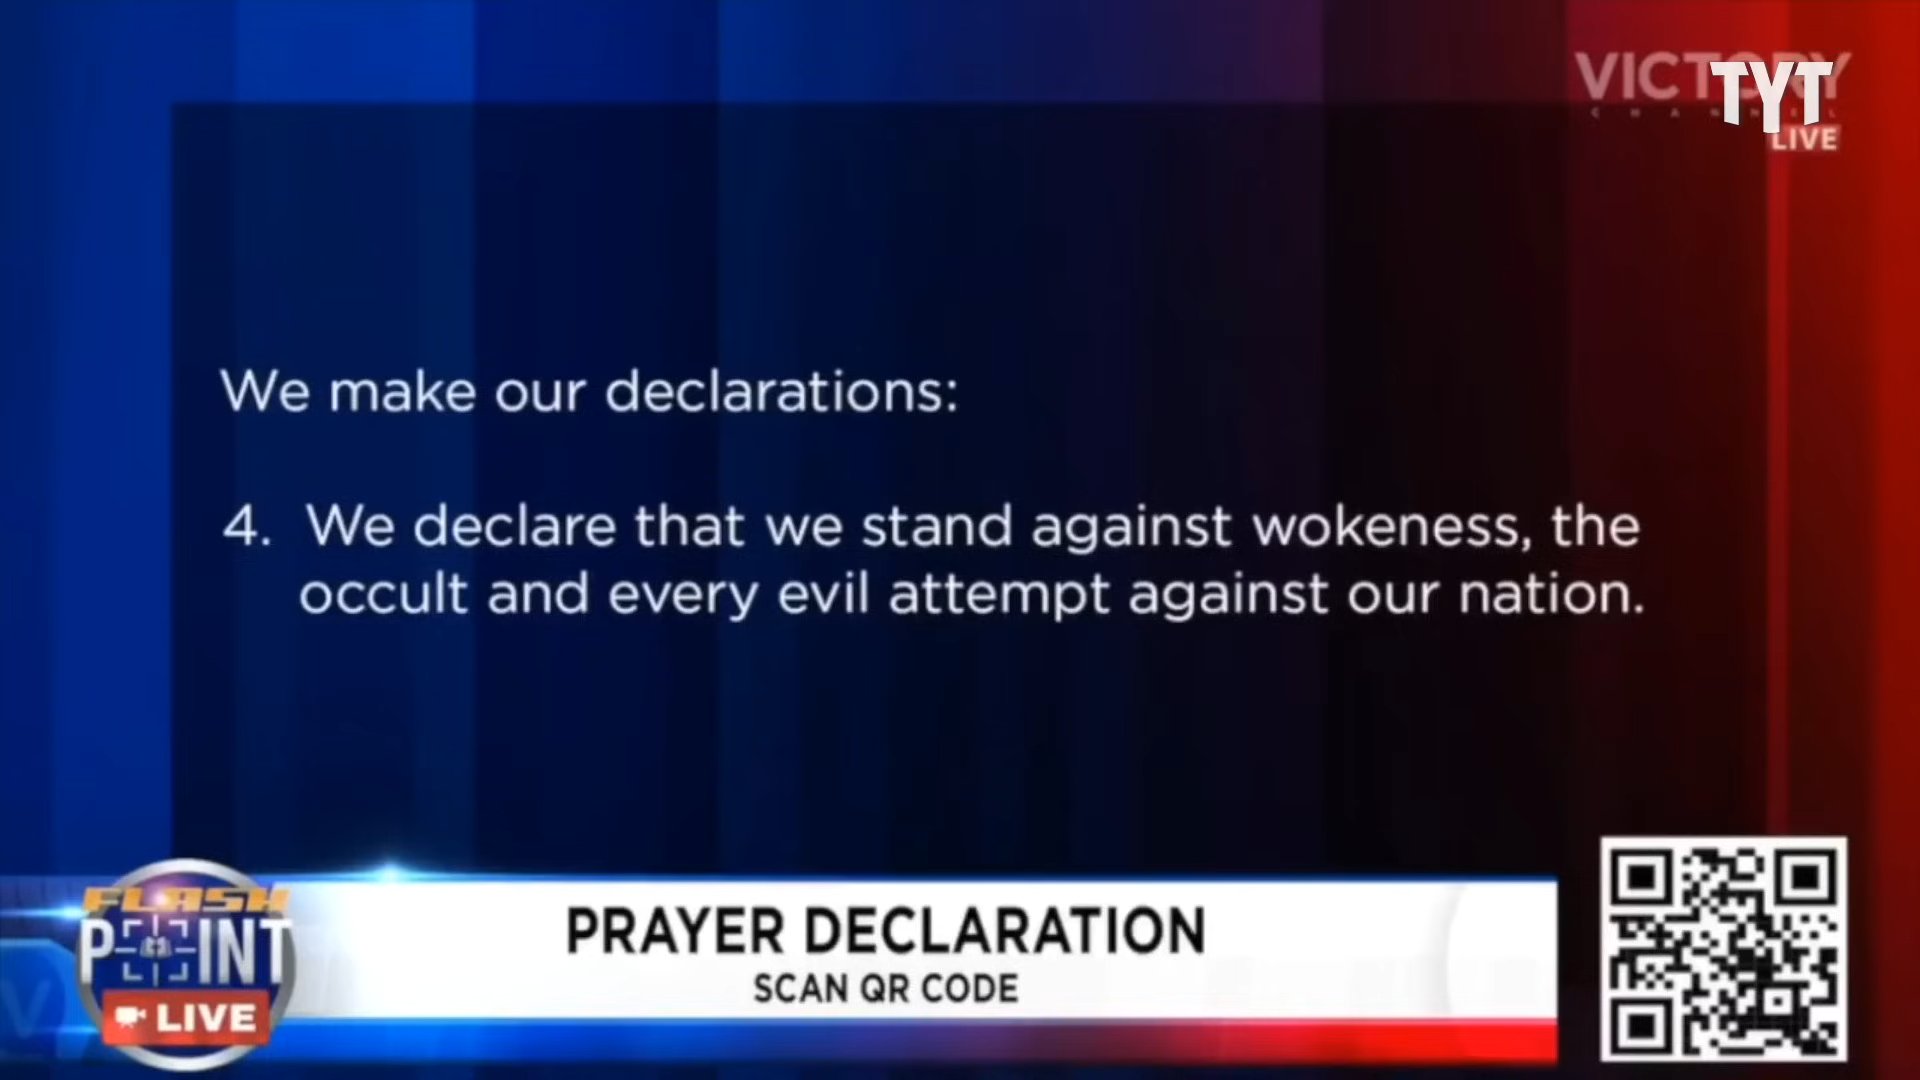 VICTORY
CHANNEL
TYT
LIVE
We make our declarations:
4. We declare that we stand against wokeness, the
occult and every evil attempt against our nation.
FLASH
POINT
LIVE
PRAYER DECLARATION
SCAN QR CODE